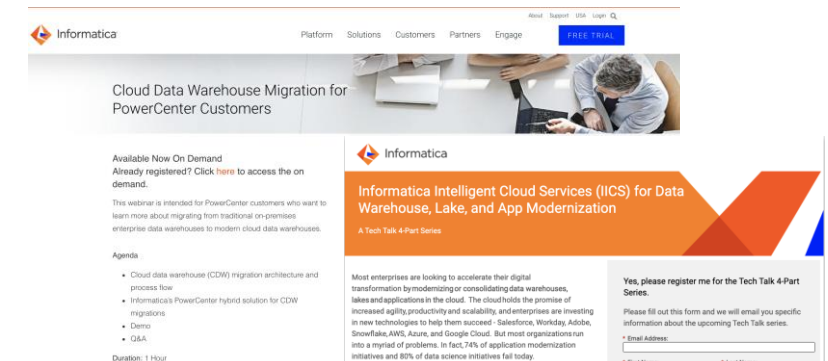 About Support USA Login
Informatica
Platform Solutions Customers Partners Engage
FREE TRIAL
Cloud Data Warehouse Migration for
PowerCenter Customers
Available Now On Demand
Already registered? Click here to access the on
demand.
This webinar is intended for PowerCenter customers who want to
learn more about migrating from traditional on-premises
enterprise data warehouses to modern cloud data warehouses.
Agenda
Cloud data warehouse (CDW) migration architecture and
process flow
Informatica's PowerCenter hybrid solution for CDW
migrations
Demo
Q&A
Duration: 1 Hour
Informatica
Informatica Intelligent Cloud Services (IICS) for Data
Warehouse, Lake, and App Modernization
A Tech Talk 4-Part Series
Most enterprises are looking to accelerate their digital
transformation by modernizing or consolidating data warehouses,
lakes and applications in the cloud. The cloud holds the promise of
increased agility, productivity and scalability, and enterprises are investing
in new technologies to help them succeed - Salesforce, Workday, Adobe,
Snowflake, AWS, Azure, and Google Cloud. But most organizations run
into a myriad of problems. In fact, 74% of application modernization
initiatives and 80% of data science initiatives fail today.
Yes, please register me for the Tech Talk 4-Part
Series.
Please fill out this form and we will email you specific
information about the upcoming Tech Talk series.
* Email Address: